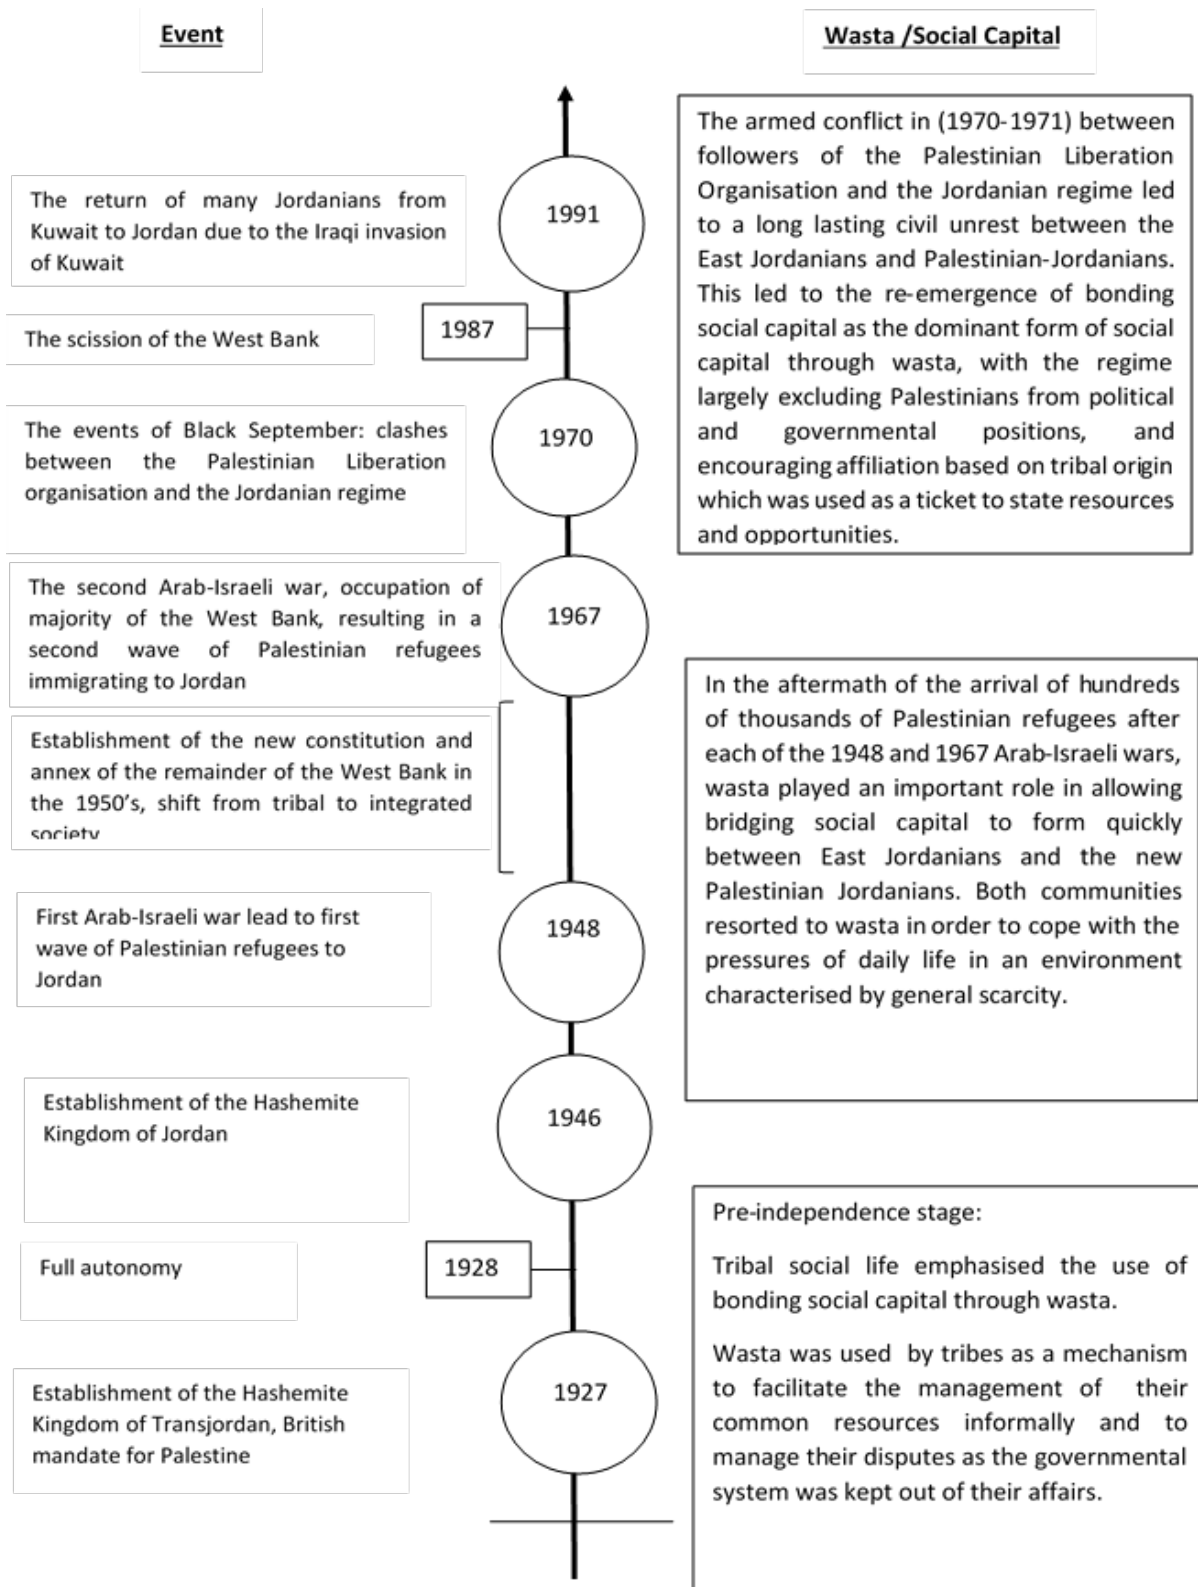 Event
Wasta /Social Capital
The return of many Jordanians from
Kuwait to Jordan due to the Iraqi invasion
of Kuwait
1991
The scission of the West Bank
1987
The events of Black September: clashes
between the Palestinian Liberation
organisation and the Jordanian regime
1970
The armed conflict in (1970-1971) between
followers of the Palestinian Liberation
Organisation and the Jordanian regime led
to a long lasting civil unrest between the
East Jordanians and Palestinian-Jordanians.
This led to the re-emergence of bonding
social capital as the dominant form of social
capital through wasta, with the regime
largely excluding Palestinians from political
and governmental positions, and
encouraging affiliation based on tribal origin
which was used as a ticket to state resources
and opportunities.
The second Arab-Israeli war, occupation of
majority of the West Bank, resulting in a
second wave of Palestinian refugees
immigrating to Jordan
1967
Establishment of the new constitution and
annex of the remainder of the West Bank in
the 1950's, shift from tribal to integrated
society
First Arab-Israeli war lead to first
wave of Palestinian refugees to
Jordan
1948
In the aftermath of the arrival of hundreds
of thousands of Palestinian refugees after
each of the 1948 and 1967 Arab-Israeli wars,
wasta played an important role in allowing
bridging social capital to form quickly
between East Jordanians and the new
Palestinian Jordanians. Both communities
resorted to wasta in order to cope with the
pressures of daily life in an environment
characterised by general scarcity.
Establishment of the Hashemite
Kingdom of Jordan
1946
Full autonomy
1928
Establishment of the Hashemite
Kingdom of Transjordan, British
mandate for Palestine
1927
Pre-independence stage:
Tribal social life emphasised the use of
bonding social capital through wasta.
Wasta was used by tribes as a mechanism
to facilitate the management of their
common resources informally and to
manage their disputes as the governmental
system was kept out of their affairs.